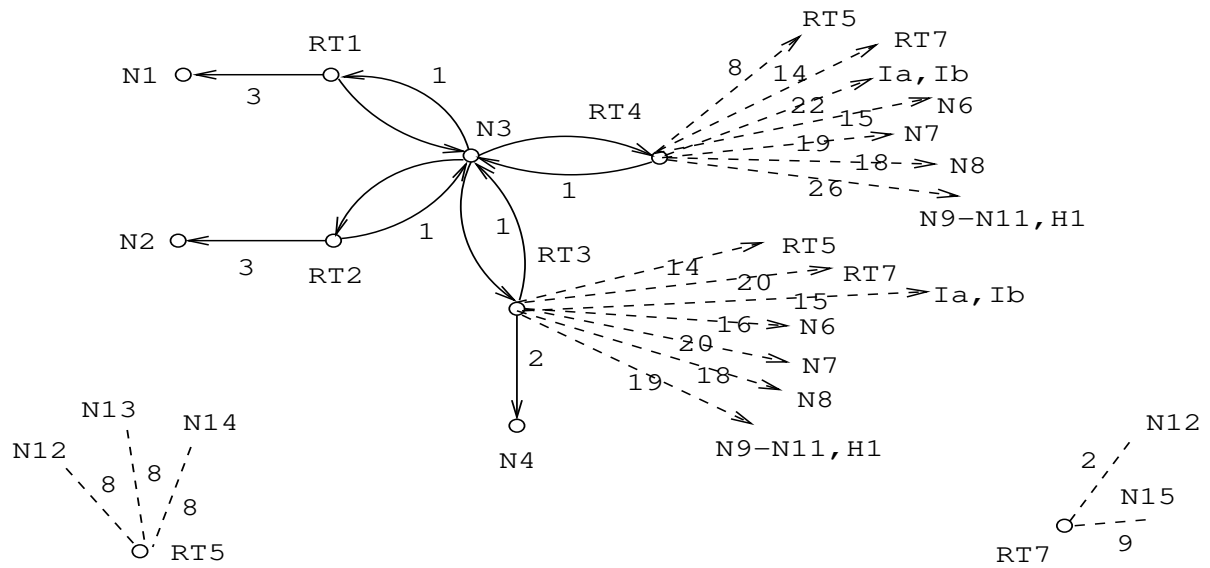 RT5
RT1
RT7
8
N1
1
14
Ia,Ib
3
22
N6
RT4
15
N3
N7
19
18
N8
1
26
N9-N11,H1
1
1
N2
RT5
RT3
14
3
RT2
20
RT7
15
Ia,Ib
16
N6
20
2
N7
18
19
N8
N13
N14
N12
N12
N9-N11,H1
N4
2
8
8
N15
8
RT5
9
RT7